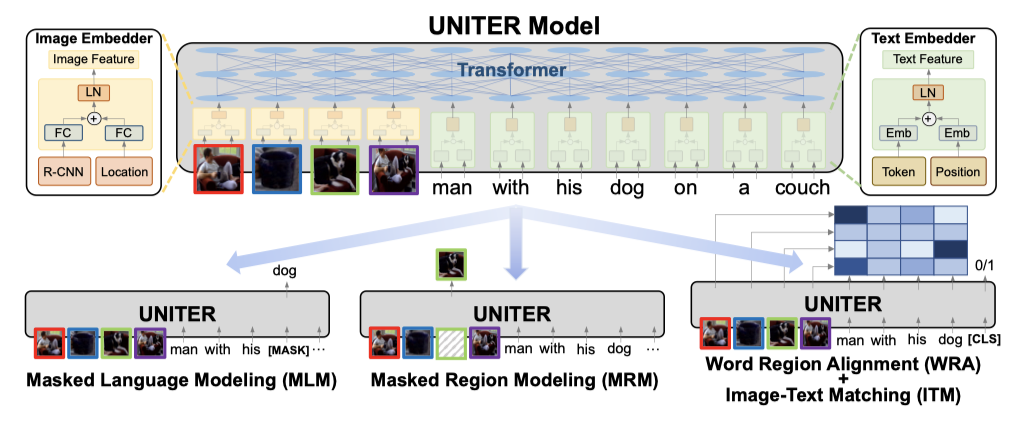 UNITER Model
Image Embedder
Image Feature
LN
+
FC
FC
R-CNN
Location
Transformer
man with his dog on a couch
Text Embedder
Text Feature
LN
+
Emb
Emb
Token
Position
dog
UNITER
man with his [MASK] ...
Masked Language Modeling (MLM)
UNITER
man with his dog ...
Masked Region Modeling (MRM)
0/1
UNITER
man with his dog [CLS]
Word Region Alignment (WRA)
+
Image-Text Matching (ITM)